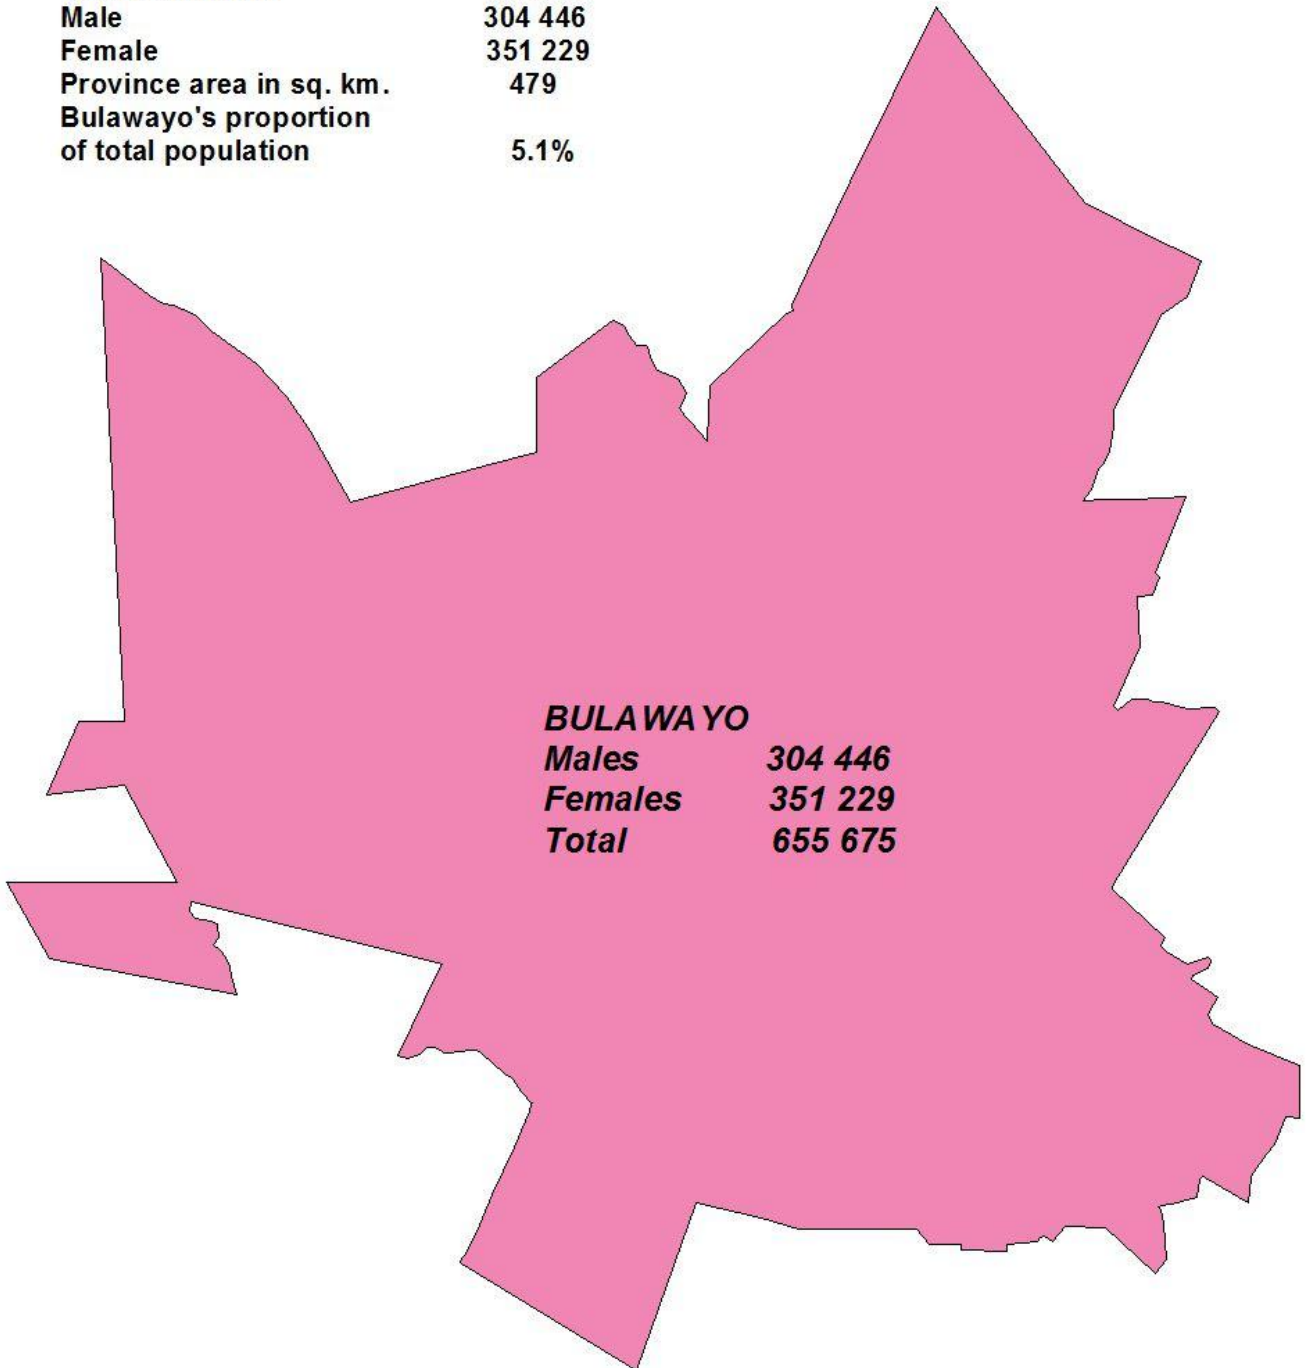 Male 304 446
Female 351 229
Province area in sq. km. 479
Bulawayo's proportion
of total population 5.1%
BULAWAYO
Males 304 446
Females 351 229
Total 655 675